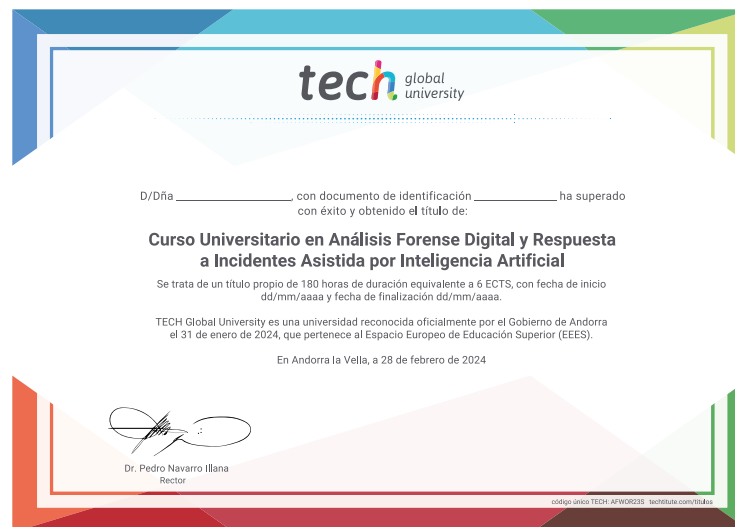 tech global university
D/Dña ____________________, con documento de identificación ______________ ha superado
con éxito y obtenido el título de:
Curso Universitario en Análisis Forense Digital y Respuesta
a Incidentes Asistida por Inteligencia Artificial
Se trata de un título propio de 180 horas de duración equivalente a 6 ECTS, con fecha de inicio
dd/mm/aaaa y fecha de finalización dd/mm/aaaa.
TECH Global University es una universidad reconocida oficialmente por el Gobierno de Andorra
el 31 de enero de 2024, que pertenece al Espacio Europeo de Educación Superior (EEES).
En Andorra la Vella, a 28 de febrero de 2024
Dr. Pedro Navarro Illana
Rector
código único TECH: AFWOR23S techtitute.com/titulos